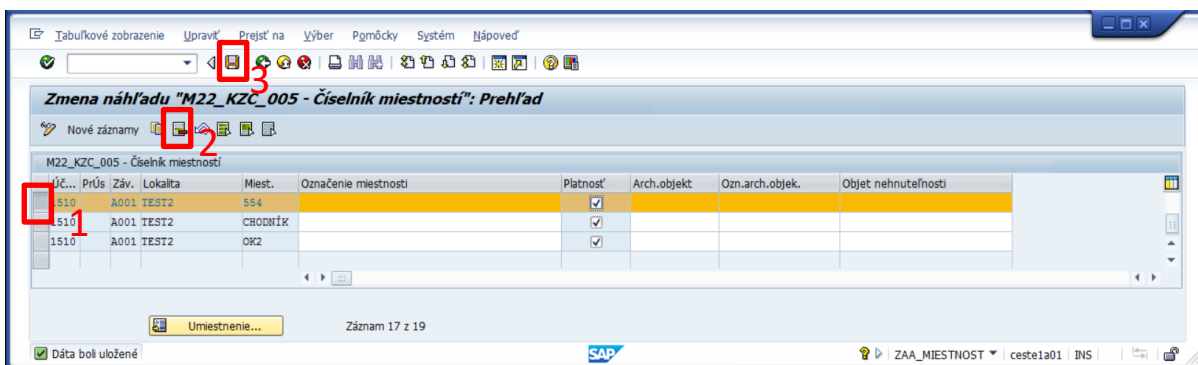 Tabuľkové zobrazenie Upraviť Prejsť na Výber Pomôcky Systém Nápoveď
3
Zmena náhľadu "M22_KZC_005 - Číselník miestností": Prehľad
Nové záznamy
2
M22_KZC_005 - Číselník miestností
Úč... PrÚs Záv. Lokalita Miest. Označenie miestnosti Platnosť Arch.objekt Ozn.arch.objek. Objet nehnuteľnosti
1510 A001 TEST2 554
1
1510 A001 TEST2 CHODNÍK
1510 A001 TEST2 OK2
Umiestnenie... Záznam 17 z 19
Dáta boli uložené SAP ZAA_MIESTNOST ceste1a01 INS